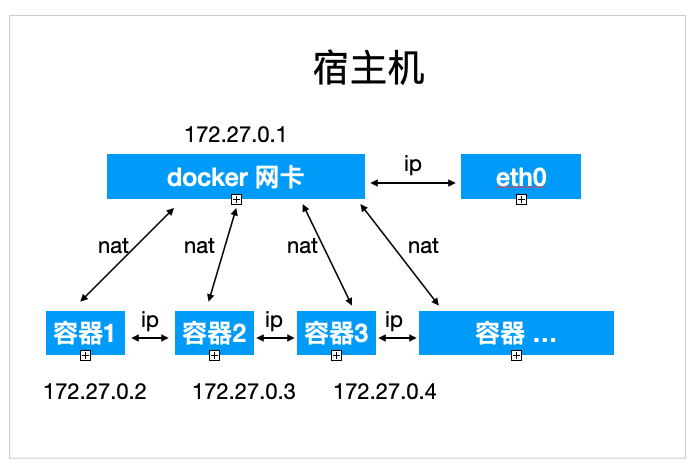 宿主机
172.27.0.1
docker 网卡
ip
eth0
nat
nat
nat
nat
容器1
ip
容器2
ip
容器3
ip
容器 ...
172.27.0.2
172.27.0.3
172.27.0.4